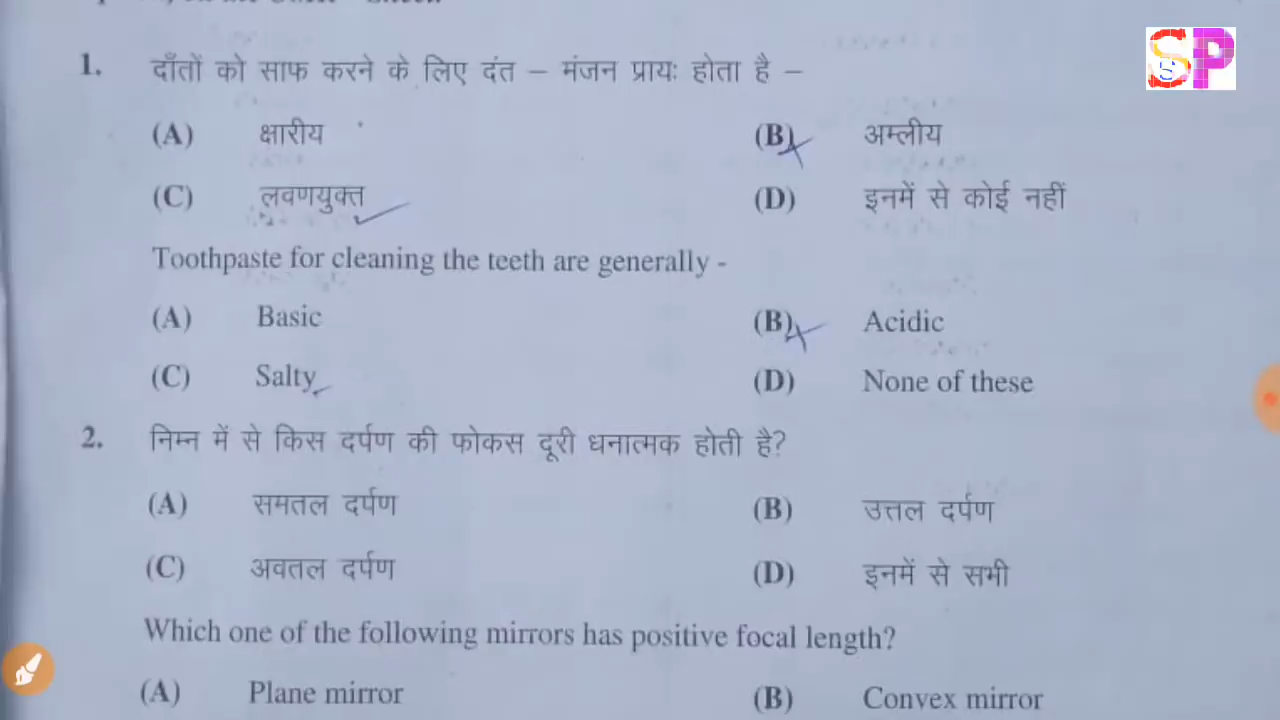 1. दाँतों को साफ करने के लिए दंत – मंजन प्रायः होता है –
(A) क्षारीय (B) अम्लीय
(C) लवणयुक्त (D) इनमें से कोई नहीं
Toothpaste for cleaning the teeth are generally -
(A) Basic (B) Acidic
(C) Salty (D) None of these
2. निम्न में से किस दर्पण की फोकस दूरी धनात्मक होती है?
(A) समतल दर्पण (B) उत्तल दर्पण
(C) अवतल दर्पण (D) इनमें से सभी
Which one of the following mirrors has positive focal length?
(A) Plane mirror (B) Convex mirror
SP
S